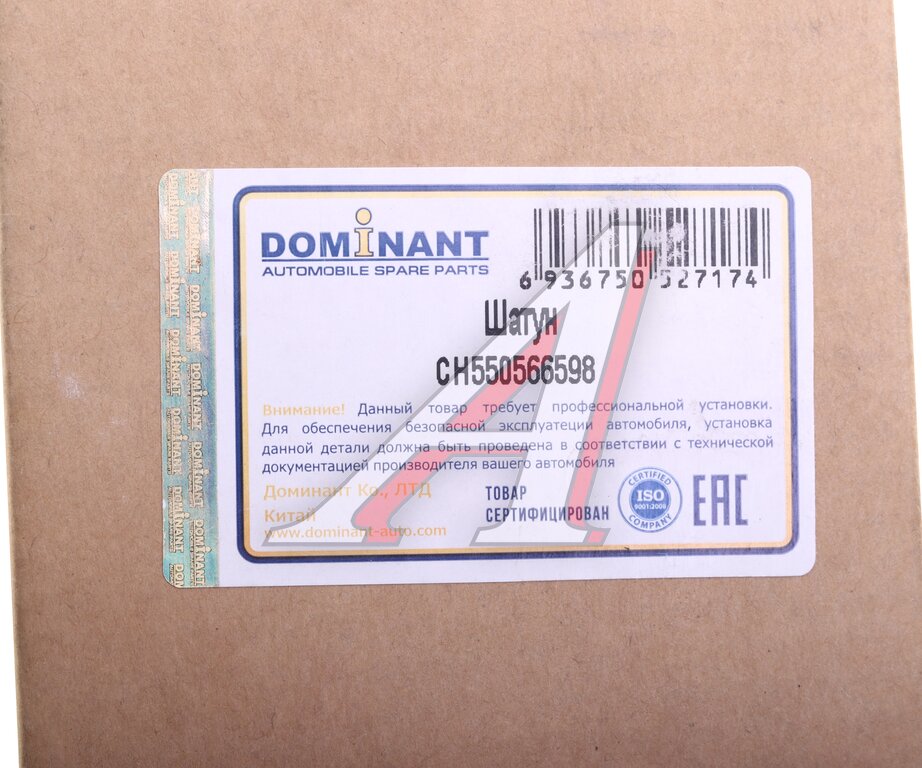 DOMiNANT
AUTOMOBILE SPARE PARTS
6 936750 527174
Шатун
CH550566598
Внимание! Данный товар требует профессиональной установки.
Для обеспечения безопасной эксплуатеции автомобиля, установка
данной детали должна быть проведена в соответствии с технической
документацией производителя вашего автомобиля
Доминант Ко., ЛТД
Китай
www.dominant-auto.com
ТОВАР
СЕРТИФИЦИРОВАН
CERTIFIED
ISO
9001:2008
COMPANY
EAC
DOMiNANT